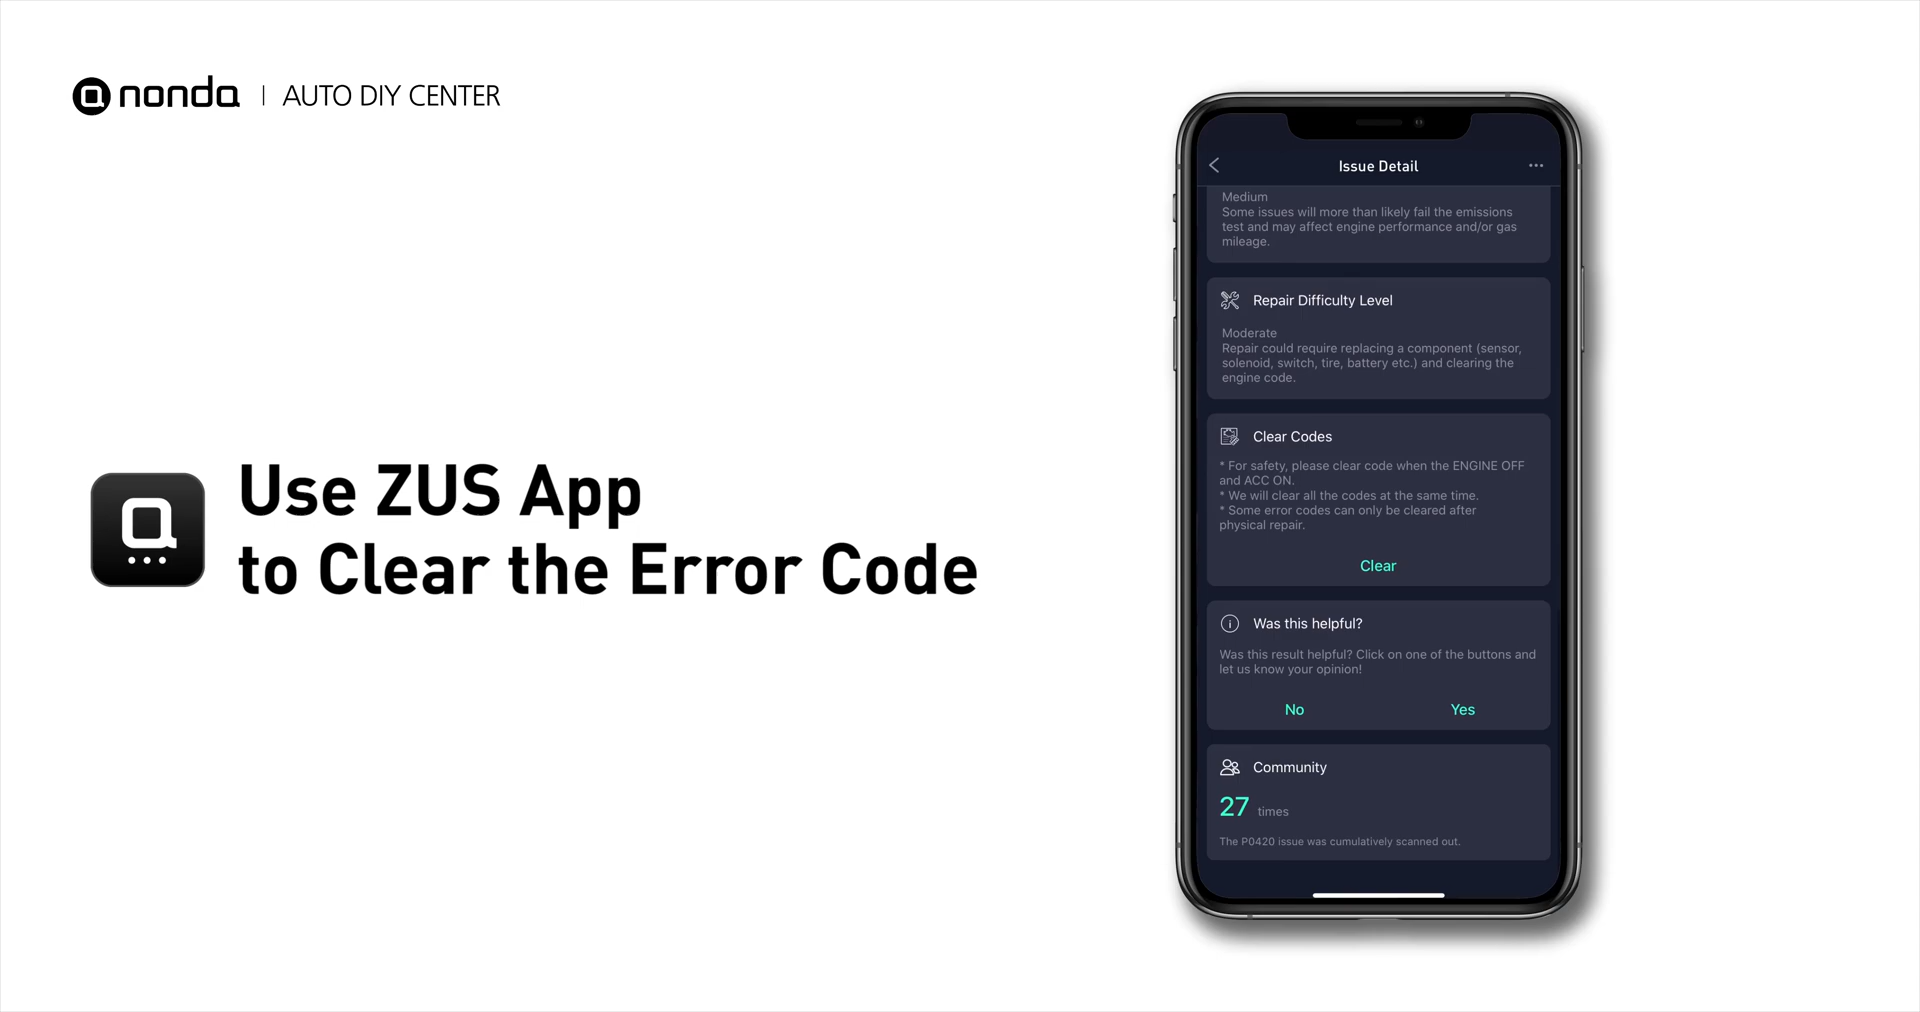 nonda | AUTO DIY CENTER
Use ZUS App
to Clear the Error Code
Issue Detail
Medium
Some issues will more than likely fail the emissions
test and may affect engine performance and/or gas
mileage.
Repair Difficulty Level
Moderate
Repair could require replacing a component (sensor,
solenoid, switch, tire, battery etc.) and clearing the
engine code.
Clear Codes
* For safety, please clear code when the ENGINE OFF
and ACC ON.
* We will clear all the codes at the same time.
* Some error codes can only be cleared after
physical repair.
Clear
Was this helpful?
Was this result helpful? Click on one of the buttons and
let us know your opinion!
No Yes
Community
27 times
The P0420 issue was cumulatively scanned out.